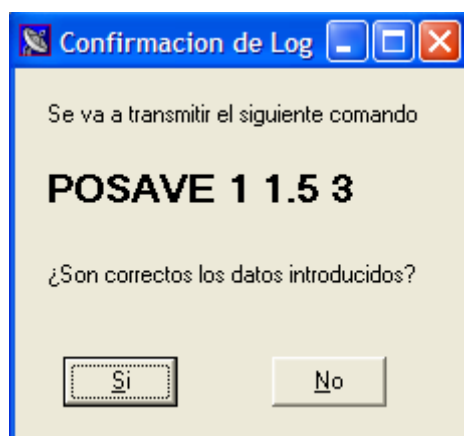 Confirmacion de Log
Se va a transmitir el siguiente comando
POSAVE 1 1.5 3
¿Son correctos los datos introducidos?
Si No